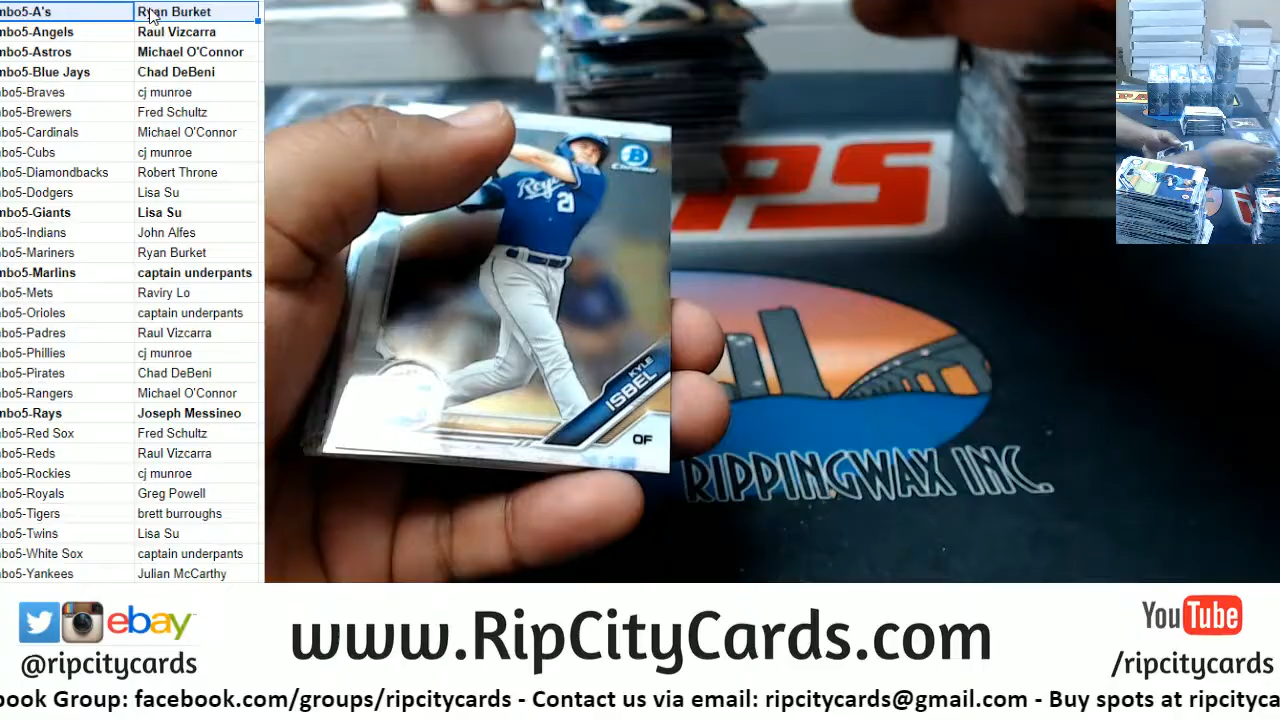 mbo5-A's Ryan Burket
mbo5-Angels Raul Vizcarra
mbo5-Astros Michael O'Connor
mbo5-Blue Jays Chad DeBeni
mbo5-Braves cj munroe
mbo5-Brewers Fred Schultz
mbo5-Cardinals Michael O'Connor
mbo5-Cubs cj munroe
mbo5-Diamondbacks Robert Throne
mbo5-Dodgers Lisa Su
mbo5-Giants Lisa Su
mbo5-Indians John Alfes
mbo5-Mariners Ryan Burket
mbo5-Marlins captain underpants
mbo5-Mets Raviry Lo
mbo5-Orioles captain underpants
mbo5-Padres Raul Vizcarra
mbo5-Phillies cj munroe
mbo5-Pirates Chad DeBeni
mbo5-Rangers Michael O'Connor
mbo5-Rays Joseph Messineo
mbo5-Red Sox Fred Schultz
mbo5-Reds Raul Vizcarra
mbo5-Rockies cj munroe
mbo5-Royals Greg Powell
mbo5-Tigers brett burroughs
mbo5-Twins Lisa Su
mbo5-White Sox captain underpants
mbo5-Yankees Julian McCarthy
B
Chrome
Royals
21
KYLE
ISBEL
OF
PS
RIPPINGWAX INC.
ebay
@ripcitycards
www.RipCityCards.com
YouTube
/ripcitycards
book Group: facebook.com/groups/ripcitycards - Contact us via email: ripcitycards@gmail.com - Buy spots at ripcityca